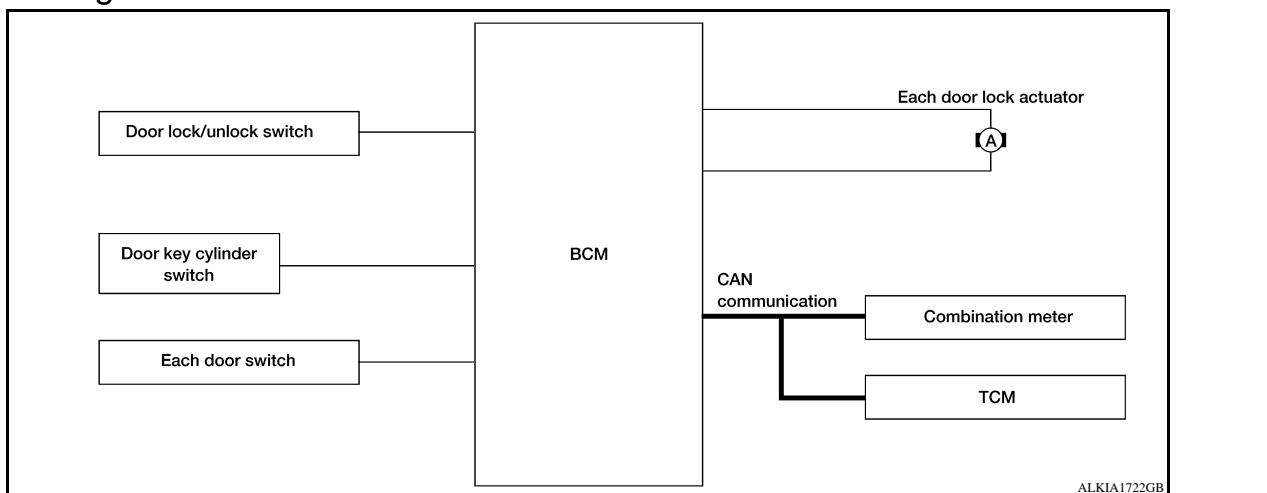 Door lock/unlock switch
Door key cylinder
switch
Each door switch
BCM
Each door lock actuator
A
CAN
communication
Combination meter
TCM
ALKIA1722GB